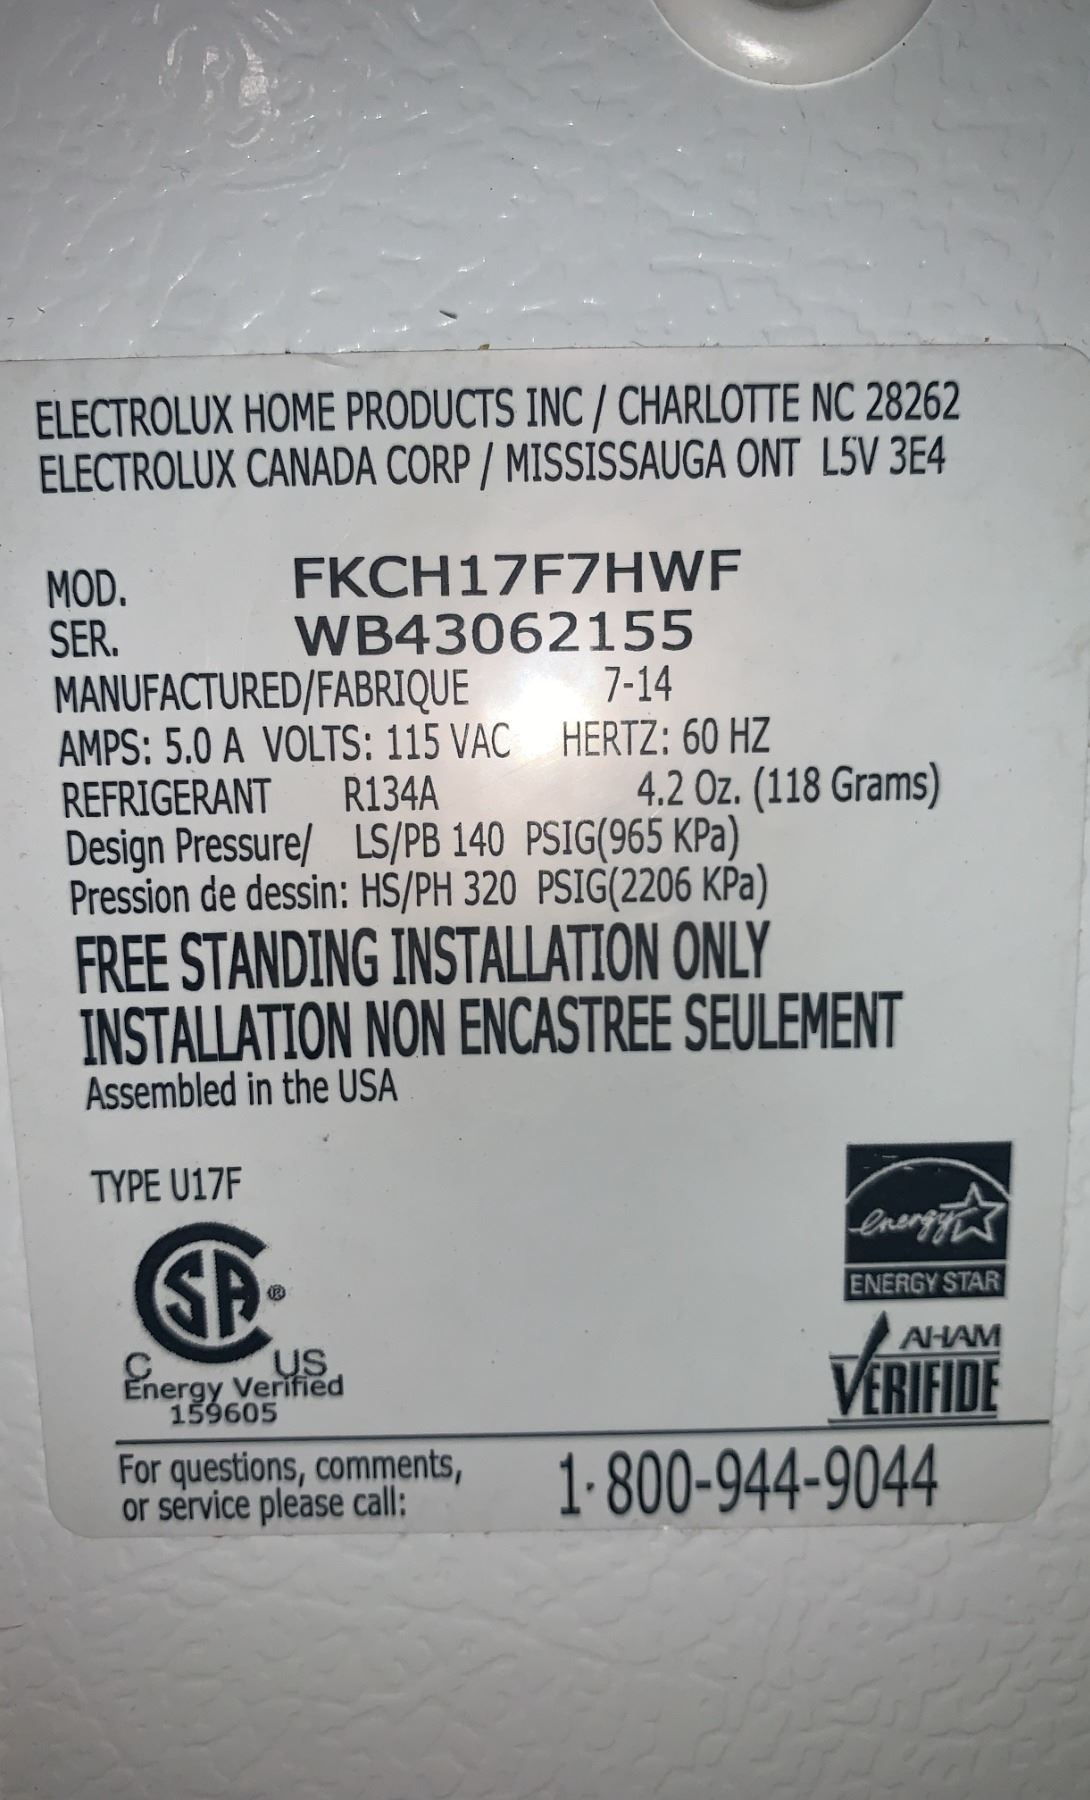 ELECTROLUX HOME PRODUCTS INC / CHARLOTTE NC 28262
ELECTROLUX CANADA CORP / MISSISSAUGA ONT L5V 3E4
MOD. FKCH17F7HWF
SER. WB43062155
MANUFACTURED/FABRIQUE 7-14
AMPS: 5.0 A VOLTS: 115 VAC HERTZ: 60 HZ
REFRIGERANT R134A 4.2 Oz. (118 Grams)
Design Pressure/ LS/PB 140 PSIG(965 KPa)
Pression de dessin: HS/PH 320 PSIG(2206 KPa)
FREE STANDING INSTALLATION ONLY
INSTALLATION NON ENCASTREE SEULEMENT
Assembled in the USA
TYPE U17F
SA®
C US
Energy Verified
159605
energy
ENERGY STAR
AHAM
VERIFIDE
For questions, comments,
or service please call:
1-800-944-9044